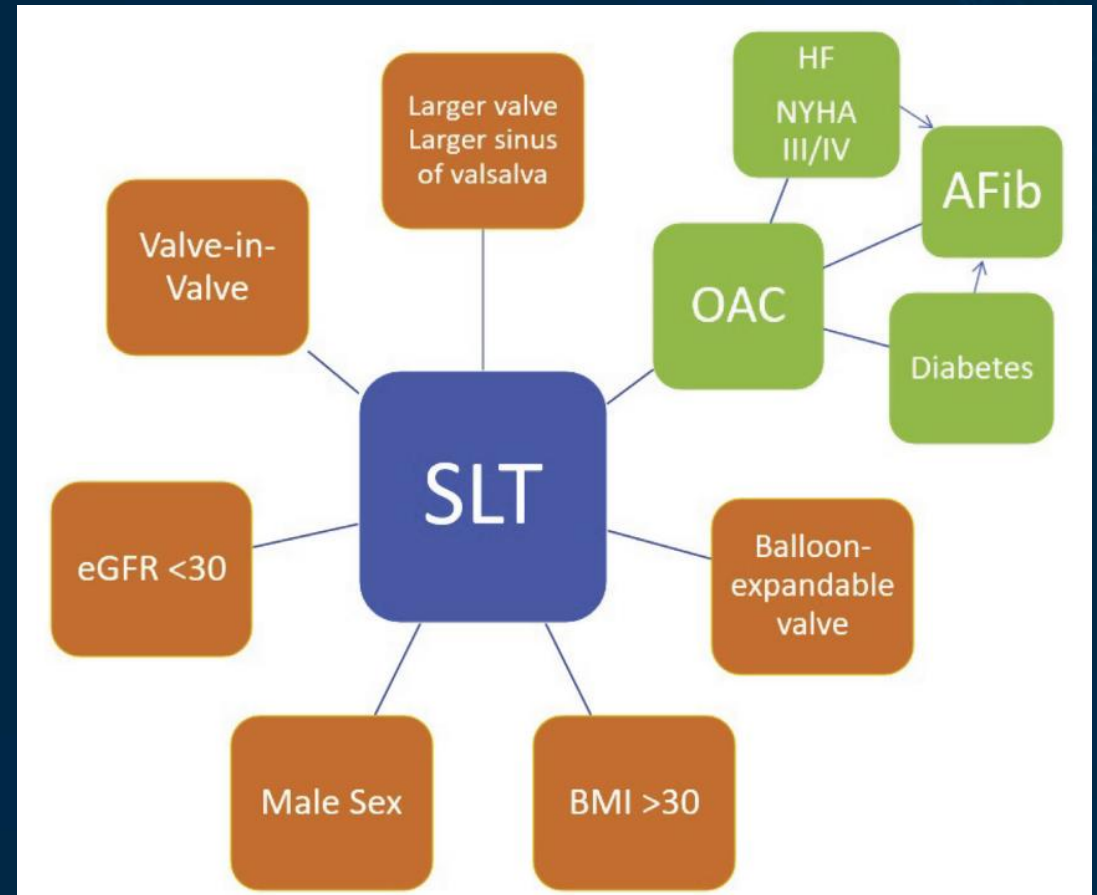 HF
NYHA
III/IV
Larger valve
Larger sinus
of valsalva
AFib
Valve-in-
Valve
OAC
Diabetes
SLT
eGFR <30
Balloon-
expandable
valve
Male Sex
BMI >30